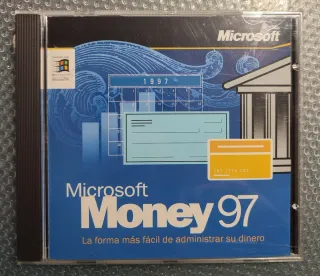 Microsoft
1997
Microsoft
Money 97
La forma más fácil de administrar su dinero